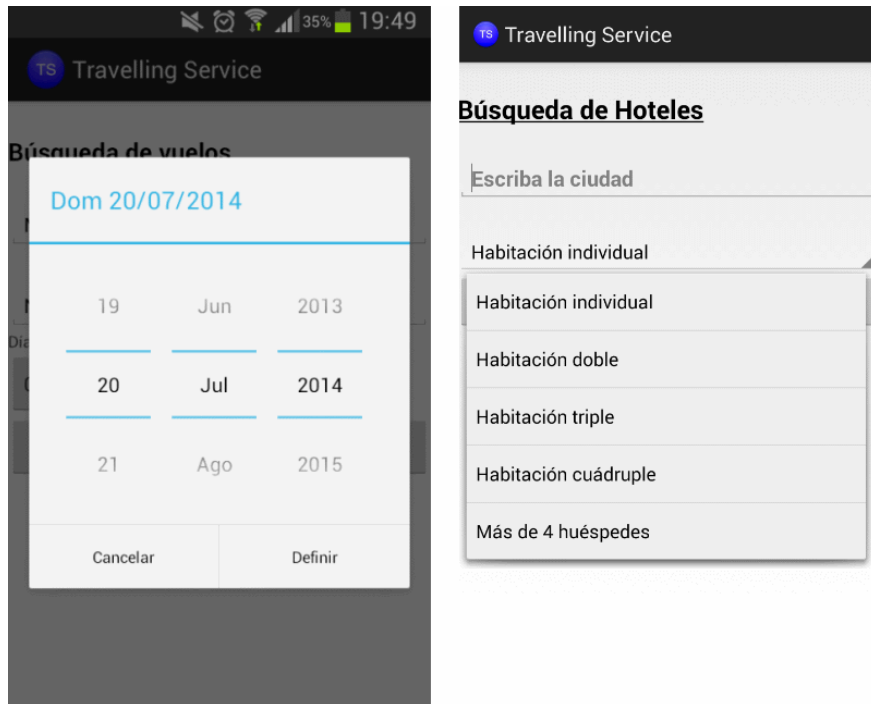 35% 19:49
TS Travelling Service
Búsqueda de vuelos
Dom 20/07/2014
19 Jun 2013
Día
20 Jul 2014
21 Ago 2015
Cancelar Definir
TS Travelling Service
Búsqueda de Hoteles
Escriba la ciudad
Habitación individual
Habitación individual
Habitación doble
Habitación triple
Habitación cuádruple
Más de 4 huéspedes